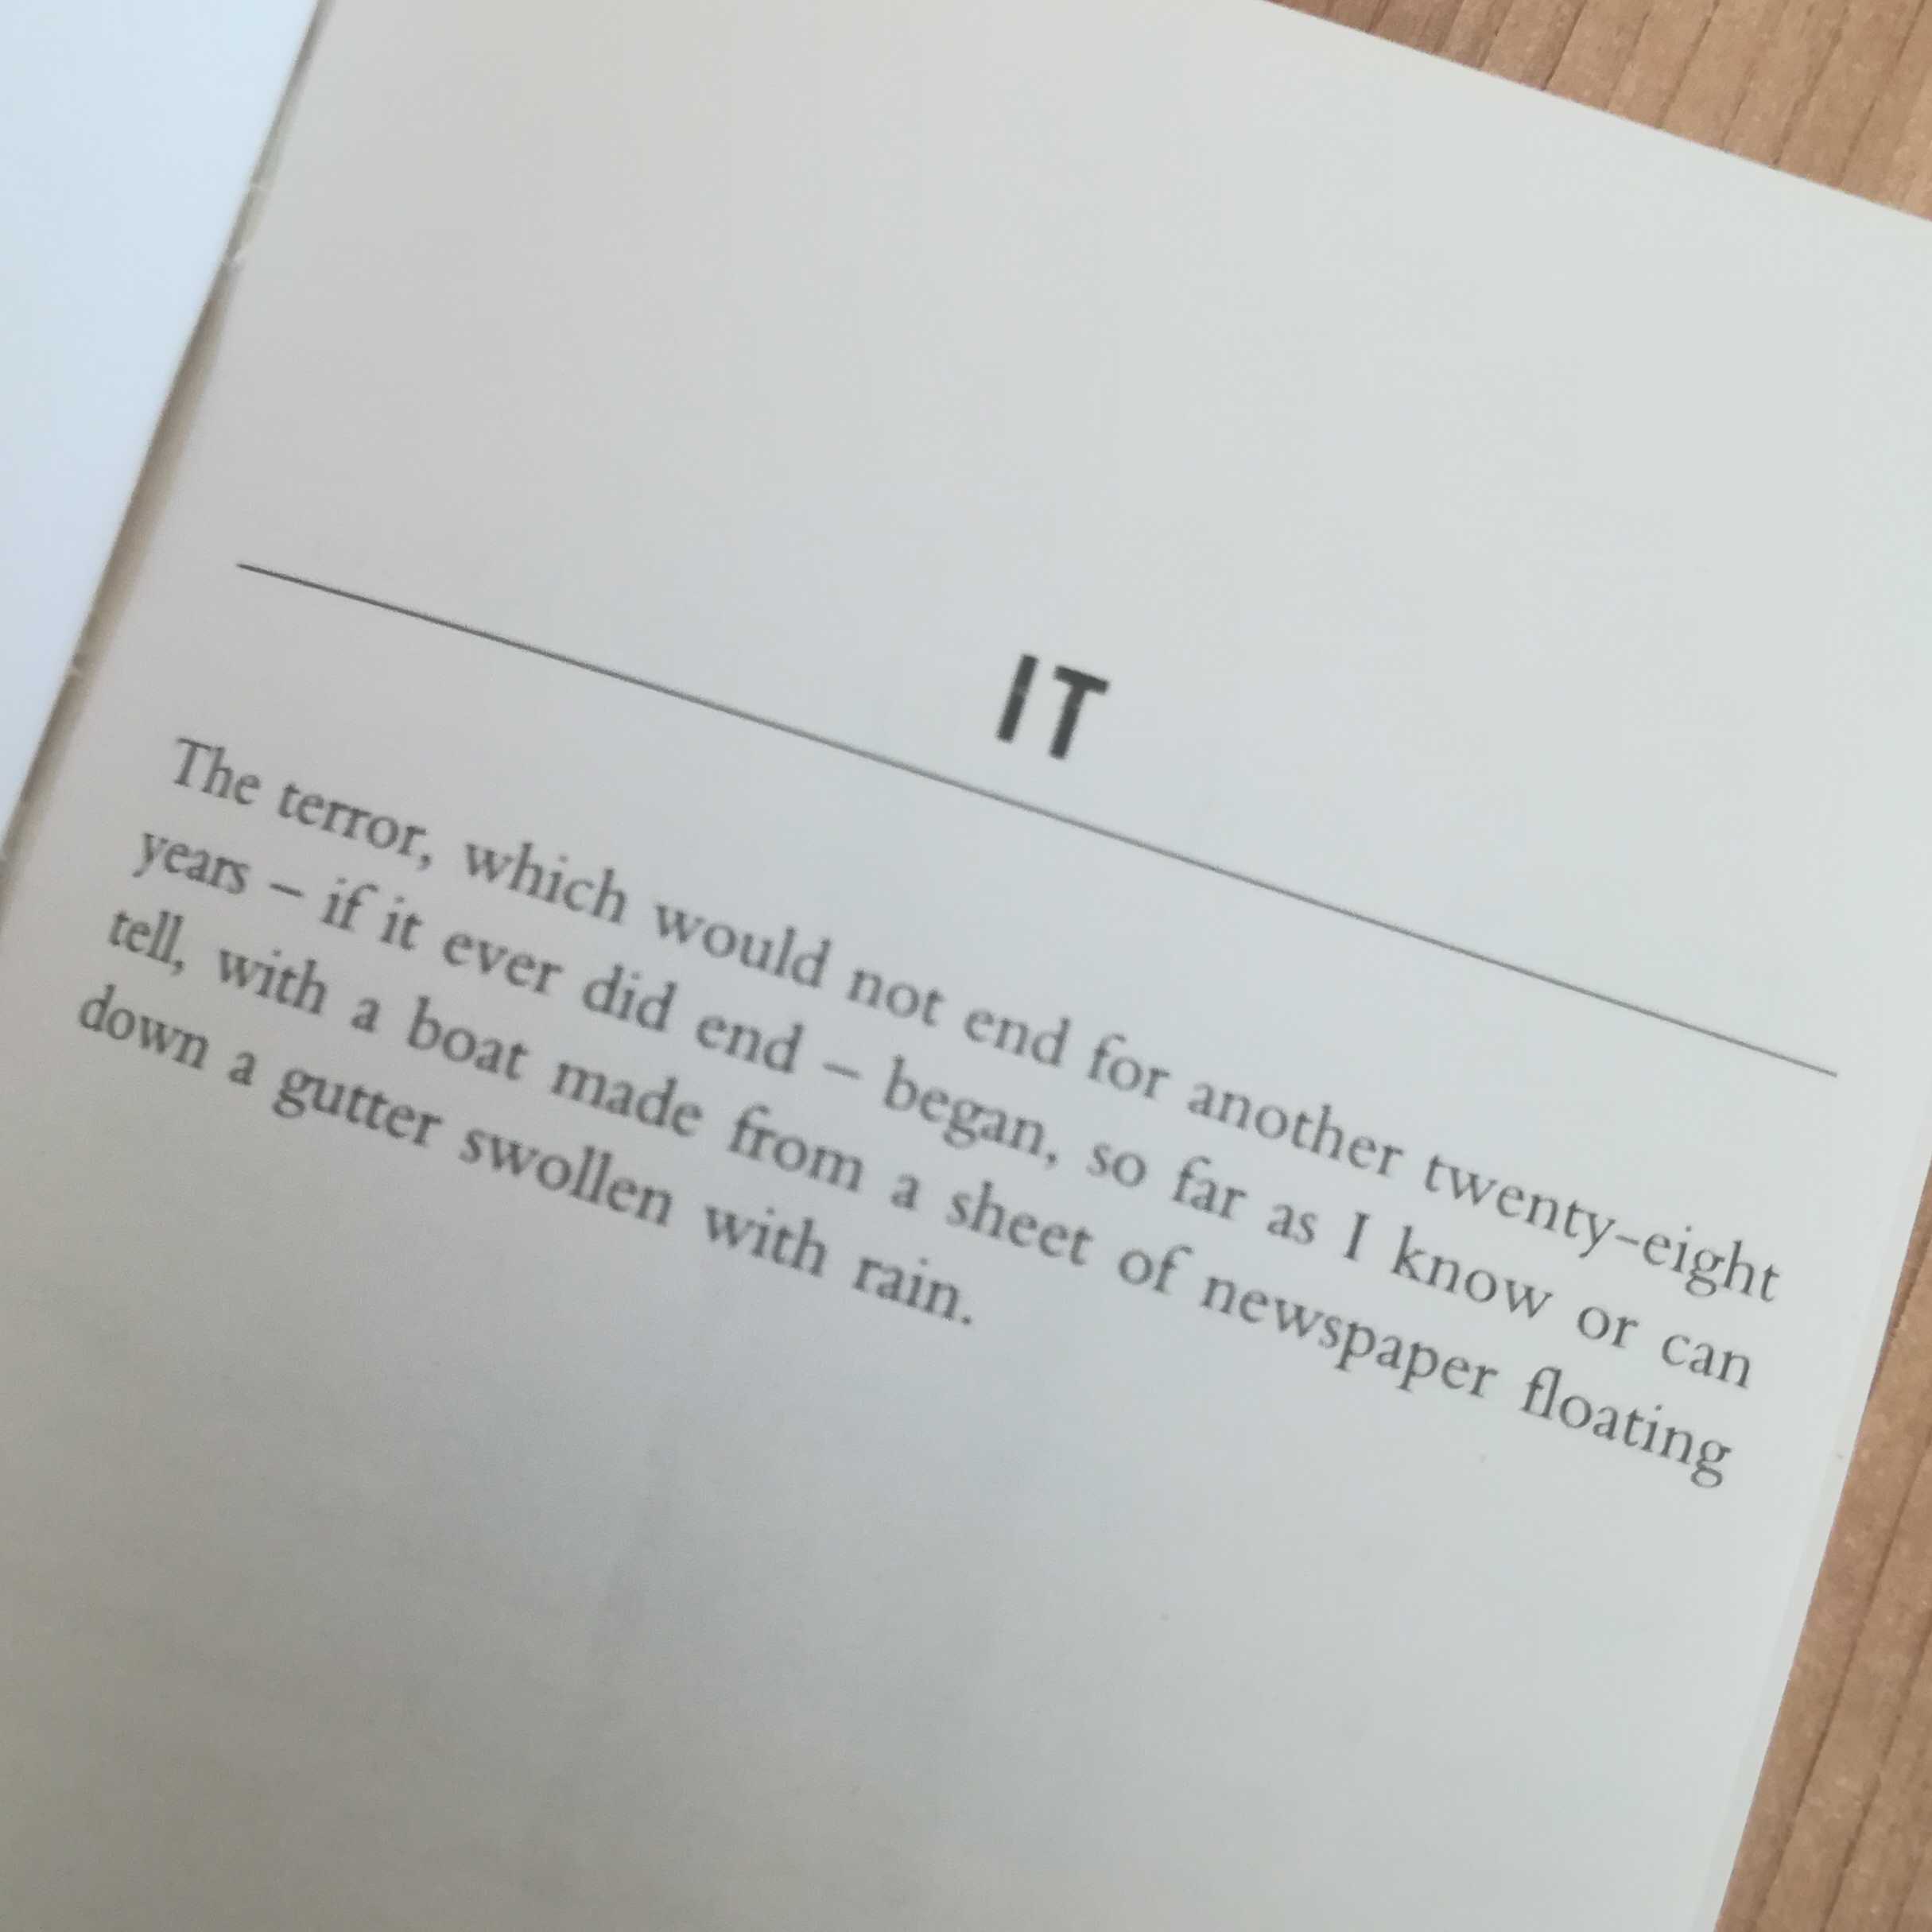 IT
The terror, which would not end for another twenty-eight
years – if it ever did end – began, so far as I know or can
tell, with a boat made from a sheet of newspaper floating
down a gutter swollen with rain.